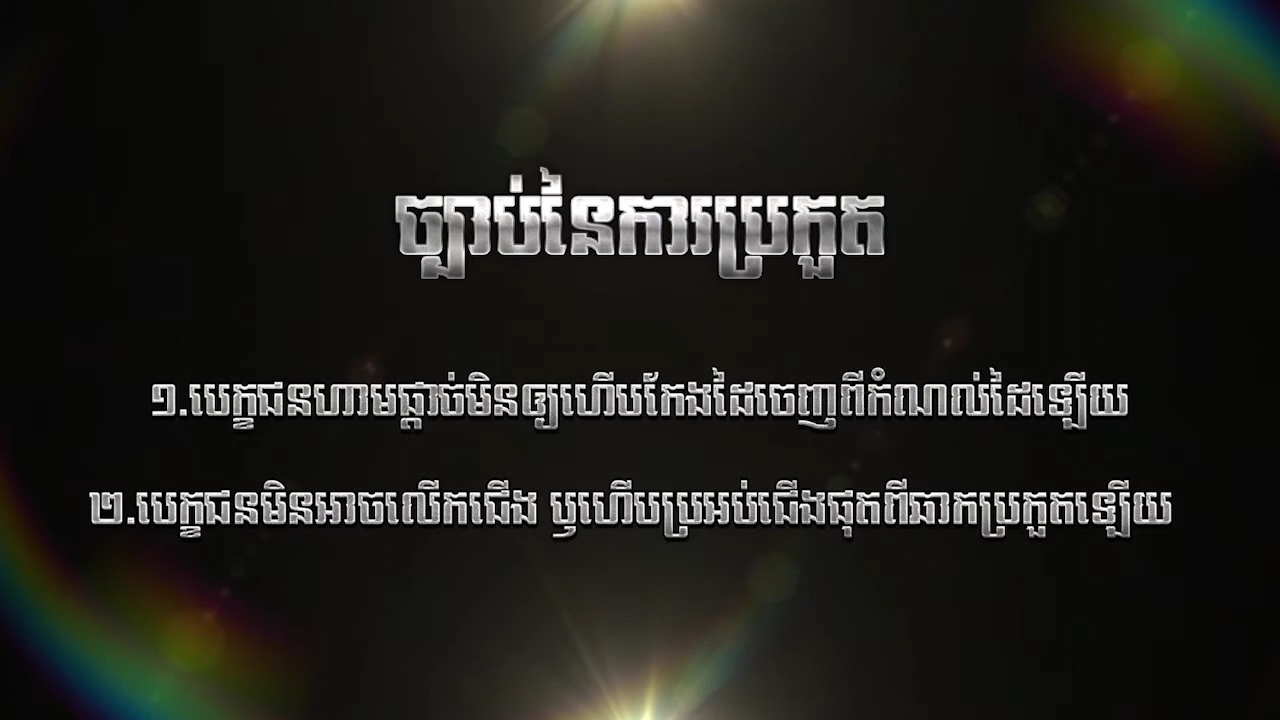 ច្បាប់នៃការប្រកួត
១.បេក្ខជនហាមផ្ដាច់មិនឲ្យហើបកែងដៃចេញពីកំណល់ដៃឡើយ
២.បេក្ខជនមិនអាចលើកជើង ឬហើបប្រអប់ជើងផុតពីឆាកប្រកួតឡើយ